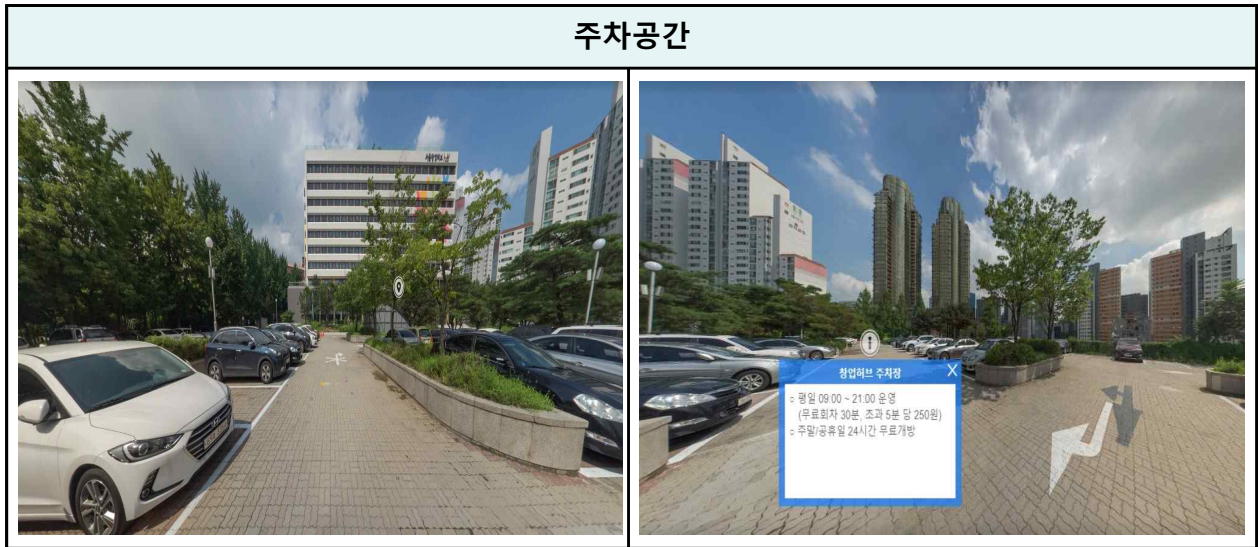 주차공간
창업허브 주차장 X
○ 평일 09:00 ~ 21:00 운영
(무료회차 30분, 초과 5분 당 250원)
○ 주말/공휴일 24시간 무료개방